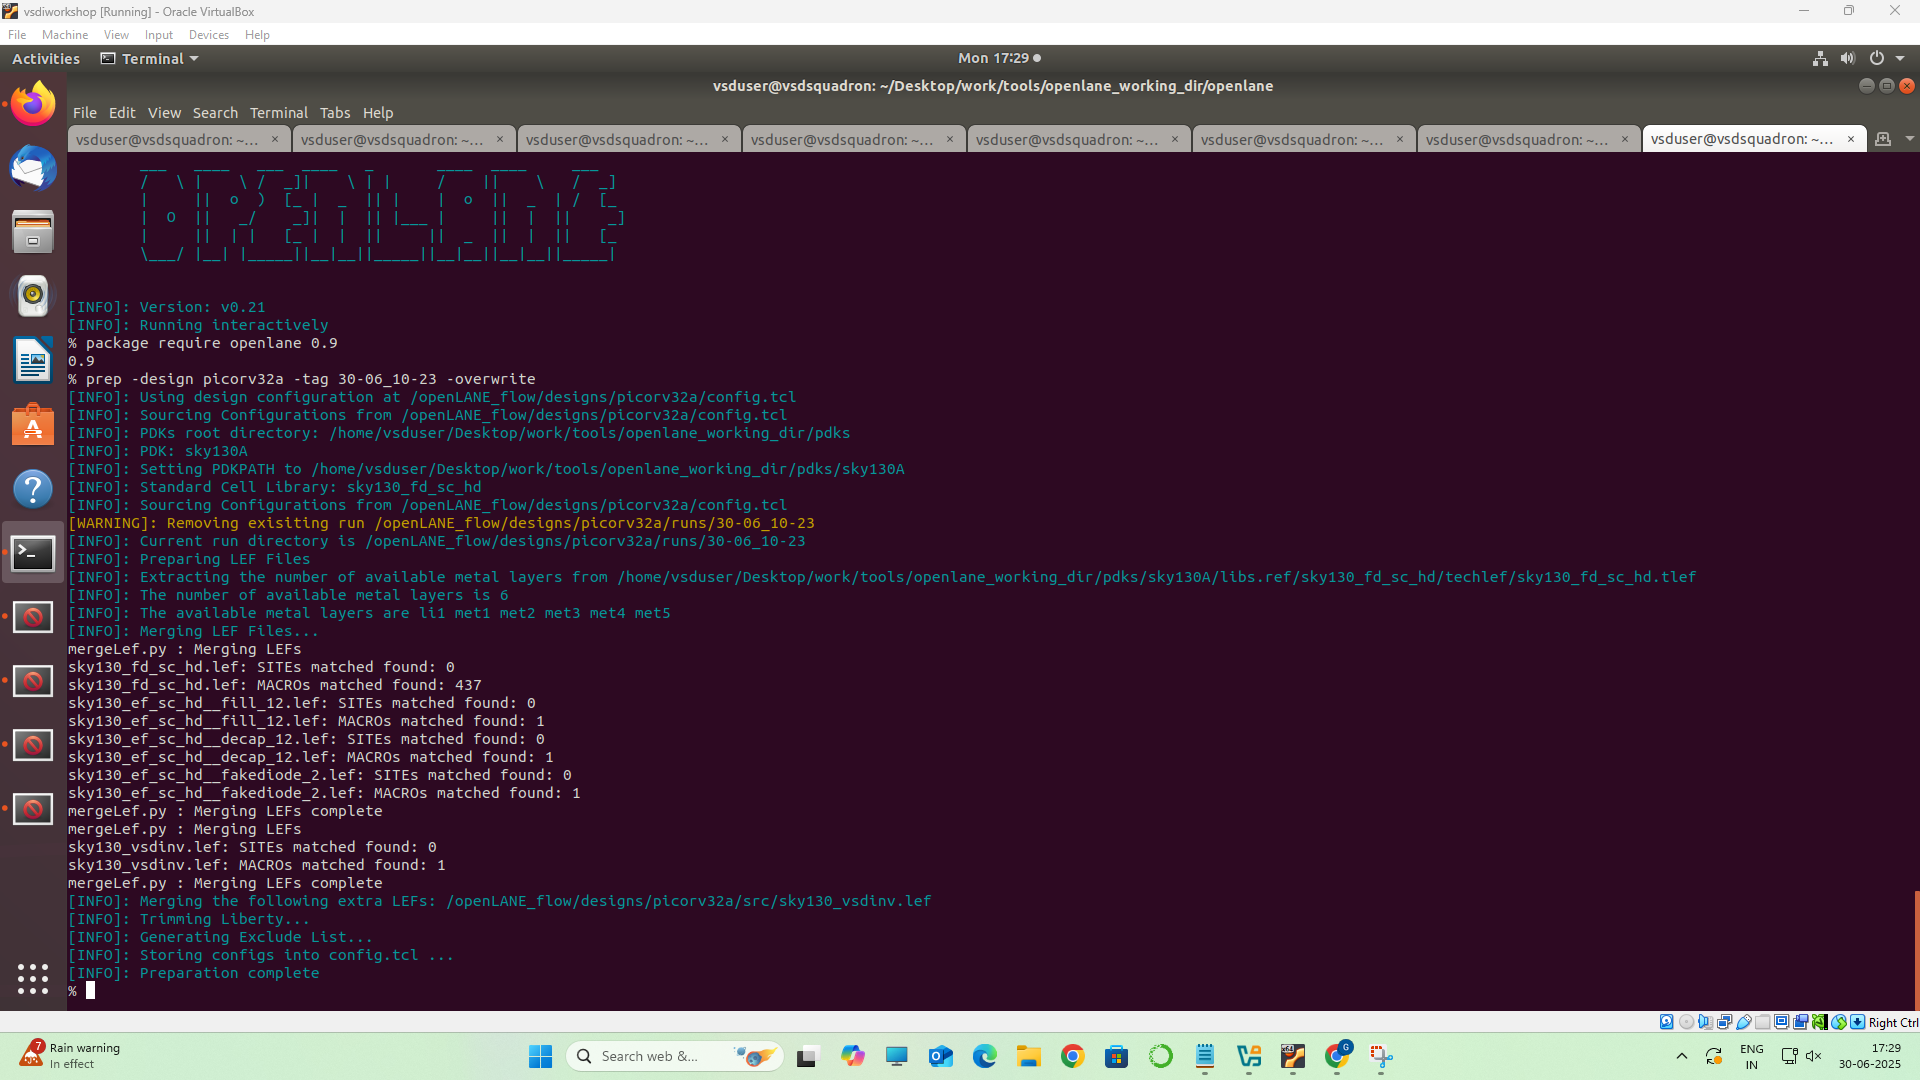 vsdiworkshop [Running] - Oracle VirtualBox
File Machine View Input Devices Help
Activities Terminal Mon 17:29
vsduser@vsdsquadron: ~/Desktop/work/tools/openlane_working_dir/openlane
File Edit View Search Terminal Tabs Help
vsduser@vsdsquadron: ~... × vsduser@vsdsquadron: ~... × vsduser@vsdsquadron: ~... × vsduser@vsdsquadron: ~... × vsduser@vsdsquadron: ~... × vsduser@vsdsquadron: ~... × vsduser@vsdsquadron: ~... × vsduser@vsdsquadron: ~... ×
OPENLANE
[INFO]: Version: v0.21
[INFO]: Running interactively
% package require openlane 0.9
0.9
% prep -design picorv32a -tag 30-06_10-23 -overwrite
[INFO]: Using design configuration at /openLANE_flow/designs/picorv32a/config.tcl
[INFO]: Sourcing Configurations from /openLANE_flow/designs/picorv32a/config.tcl
[INFO]: PDKs root directory: /home/vsduser/Desktop/work/tools/openlane_working_dir/pdks
[INFO]: PDK: sky130A
[INFO]: Setting PDKPATH to /home/vsduser/Desktop/work/tools/openlane_working_dir/pdks/sky130A
[INFO]: Standard Cell Library: sky130_fd_sc_hd
[INFO]: Sourcing Configurations from /openLANE_flow/designs/picorv32a/config.tcl
[WARNING]: Removing exisiting run /openLANE_flow/designs/picorv32a/runs/30-06_10-23
[INFO]: Current run directory is /openLANE_flow/designs/picorv32a/runs/30-06_10-23
[INFO]: Preparing LEF Files
[INFO]: Extracting the number of available metal layers from /home/vsduser/Desktop/work/tools/openlane_working_dir/pdks/sky130A/libs.ref/sky130_fd_sc_hd/techlef/sky130_fd_sc_hd.tlef
[INFO]: The number of available metal layers is 6
[INFO]: The available metal layers are li1 met1 met2 met3 met4 met5
[INFO]: Merging LEF Files...
mergeLef.py : Merging LEFs
sky130_fd_sc_hd.lef: SITEs matched found: 0
sky130_fd_sc_hd.lef: MACROs matched found: 437
sky130_ef_sc_hd__fill_12.lef: SITEs matched found: 0
sky130_ef_sc_hd__fill_12.lef: MACROs matched found: 1
sky130_ef_sc_hd__decap_12.lef: SITEs matched found: 0
sky130_ef_sc_hd__decap_12.lef: MACROs matched found: 1
sky130_ef_sc_hd__fakediode_2.lef: SITEs matched found: 0
sky130_ef_sc_hd__fakediode_2.lef: MACROs matched found: 1
mergeLef.py : Merging LEFs complete
mergeLef.py : Merging LEFs
sky130_vsdinv.lef: SITEs matched found: 0
sky130_vsdinv.lef: MACROs matched found: 1
mergeLef.py : Merging LEFs complete
[INFO]: Merging the following extra LEFs: /openLANE_flow/designs/picorv32a/src/sky130_vsdinv.lef
[INFO]: Trimming Liberty...
[INFO]: Generating Exclude List...
[INFO]: Storing configs into config.tcl ...
[INFO]: Preparation complete
%
Right Ctrl
7 Rain warning
In effect
Search web &...
G
ENG
IN
17:29
30-06-2025